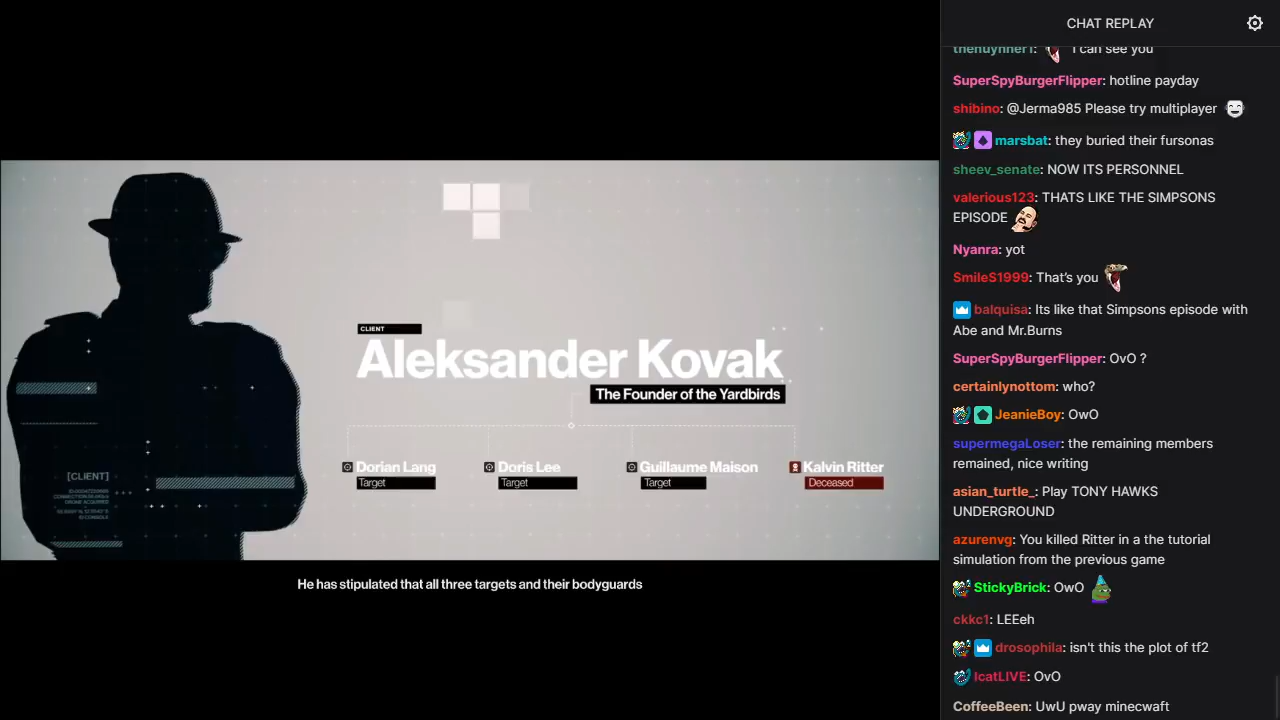 CLIENT
Aleksander Kovak
The Founder of the Yardbirds
Dorian Lang
Target
Doris Lee
Target
Guillaume Maison
Target
Kalvin Ritter
Deceased
[CLIENT]
He has stipulated that all three targets and their bodyguards
CHAT REPLAY
thehuynher1: I can see you
SuperSpyBurgerFlipper: hotline payday
shibino: @Jerma985 Please try multiplayer
marsbat: they buried their fursonas
sheev_senate: NOW ITS PERSONNEL
valerious123: THATS LIKE THE SIMPSONS
EPISODE
Nyanra: yot
SmileS1999: That's you
balquisa: Its like that Simpsons episode with
Abe and Mr.Burns
SuperSpyBurgerFlipper: OvO ?
certainlynottom: who?
JeanieBoy: OwO
supermegaLoser: the remaining members
remained, nice writing
asian_turtle_: Play TONY HAWKS
UNDERGROUND
azurenvg: You killed Ritter in a the tutorial
simulation from the previous game
StickyBrick: OwO
ckkc1: LEEeh
drosophila: isn't this the plot of tf2
IcatLIVE: OvO
CoffeeBeen: UwU pway minecwaft